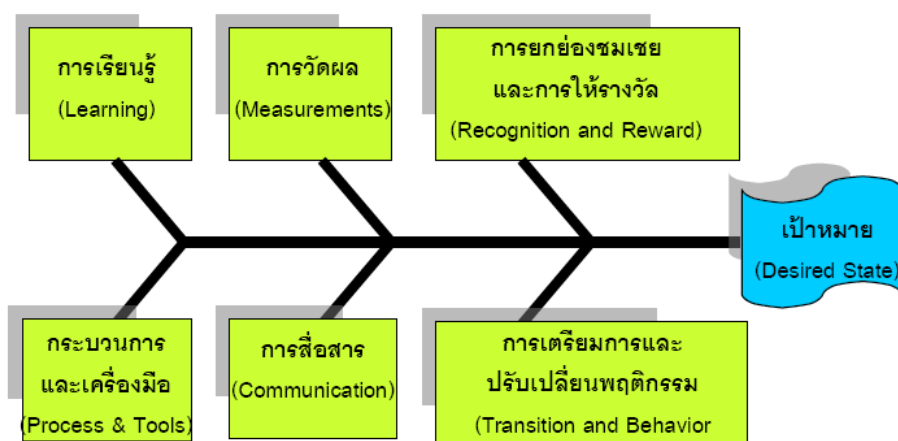 การเรียนรู้
(Learning)
การวัดผล
(Measurements)
การยกย่องชมเชย
และการให้รางวัล
(Recognition and Reward)
เป้าหมาย
(Desired State)
กระบวนการ
และเครื่องมือ
(Process & Tools)
การสื่อสาร
(Communication)
การเตรียมการและ
ปรับเปลี่ยนพฤติกรรม
(Transition and Behavior